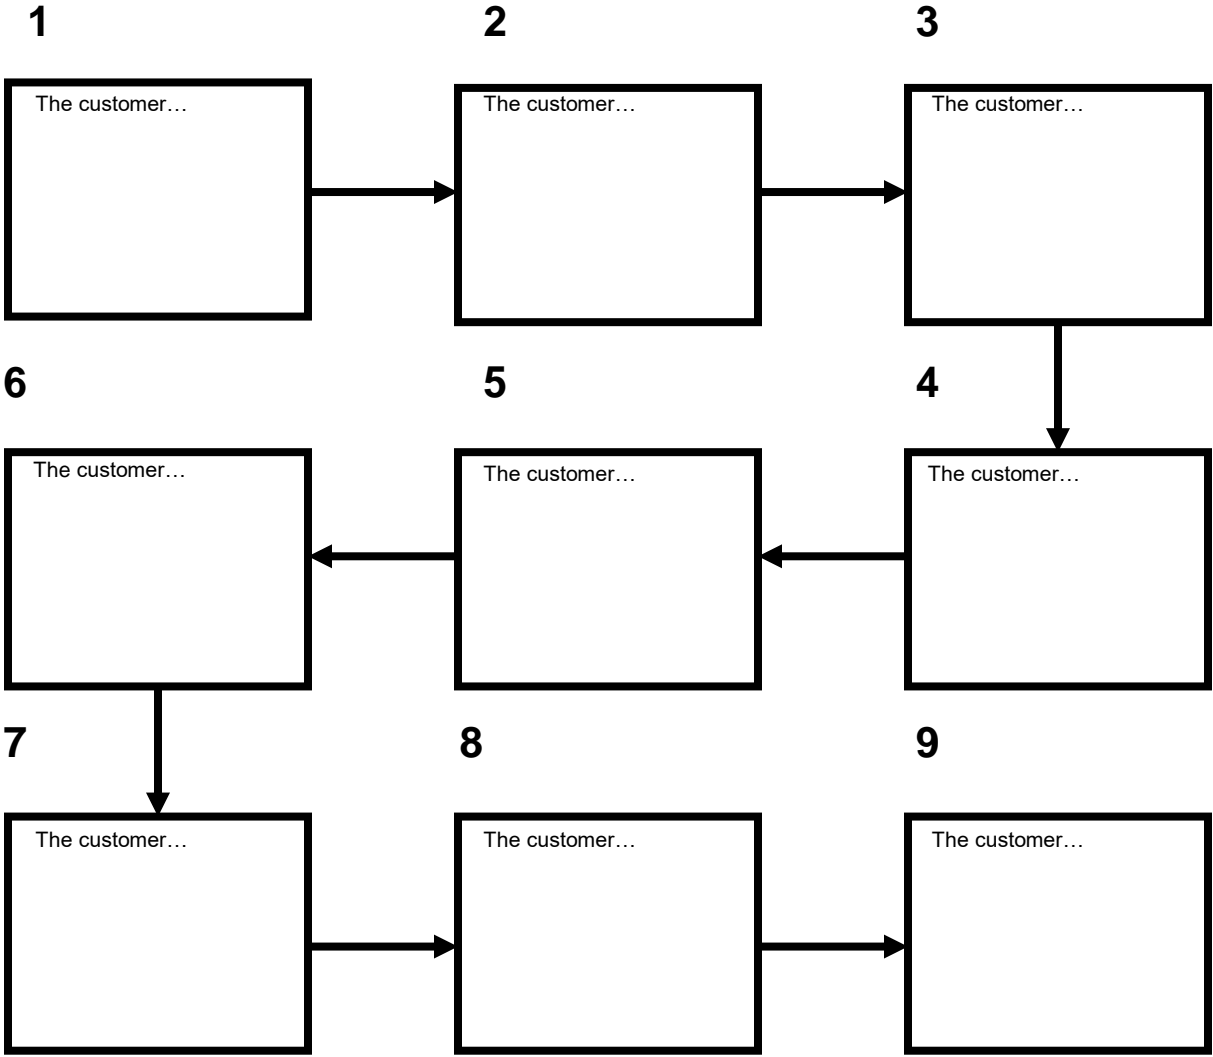 1
2
3
The customer…
The customer…
The customer…
6
5
4
The customer…
The customer…
The customer…
7
8
9
The customer…
The customer…
The customer…